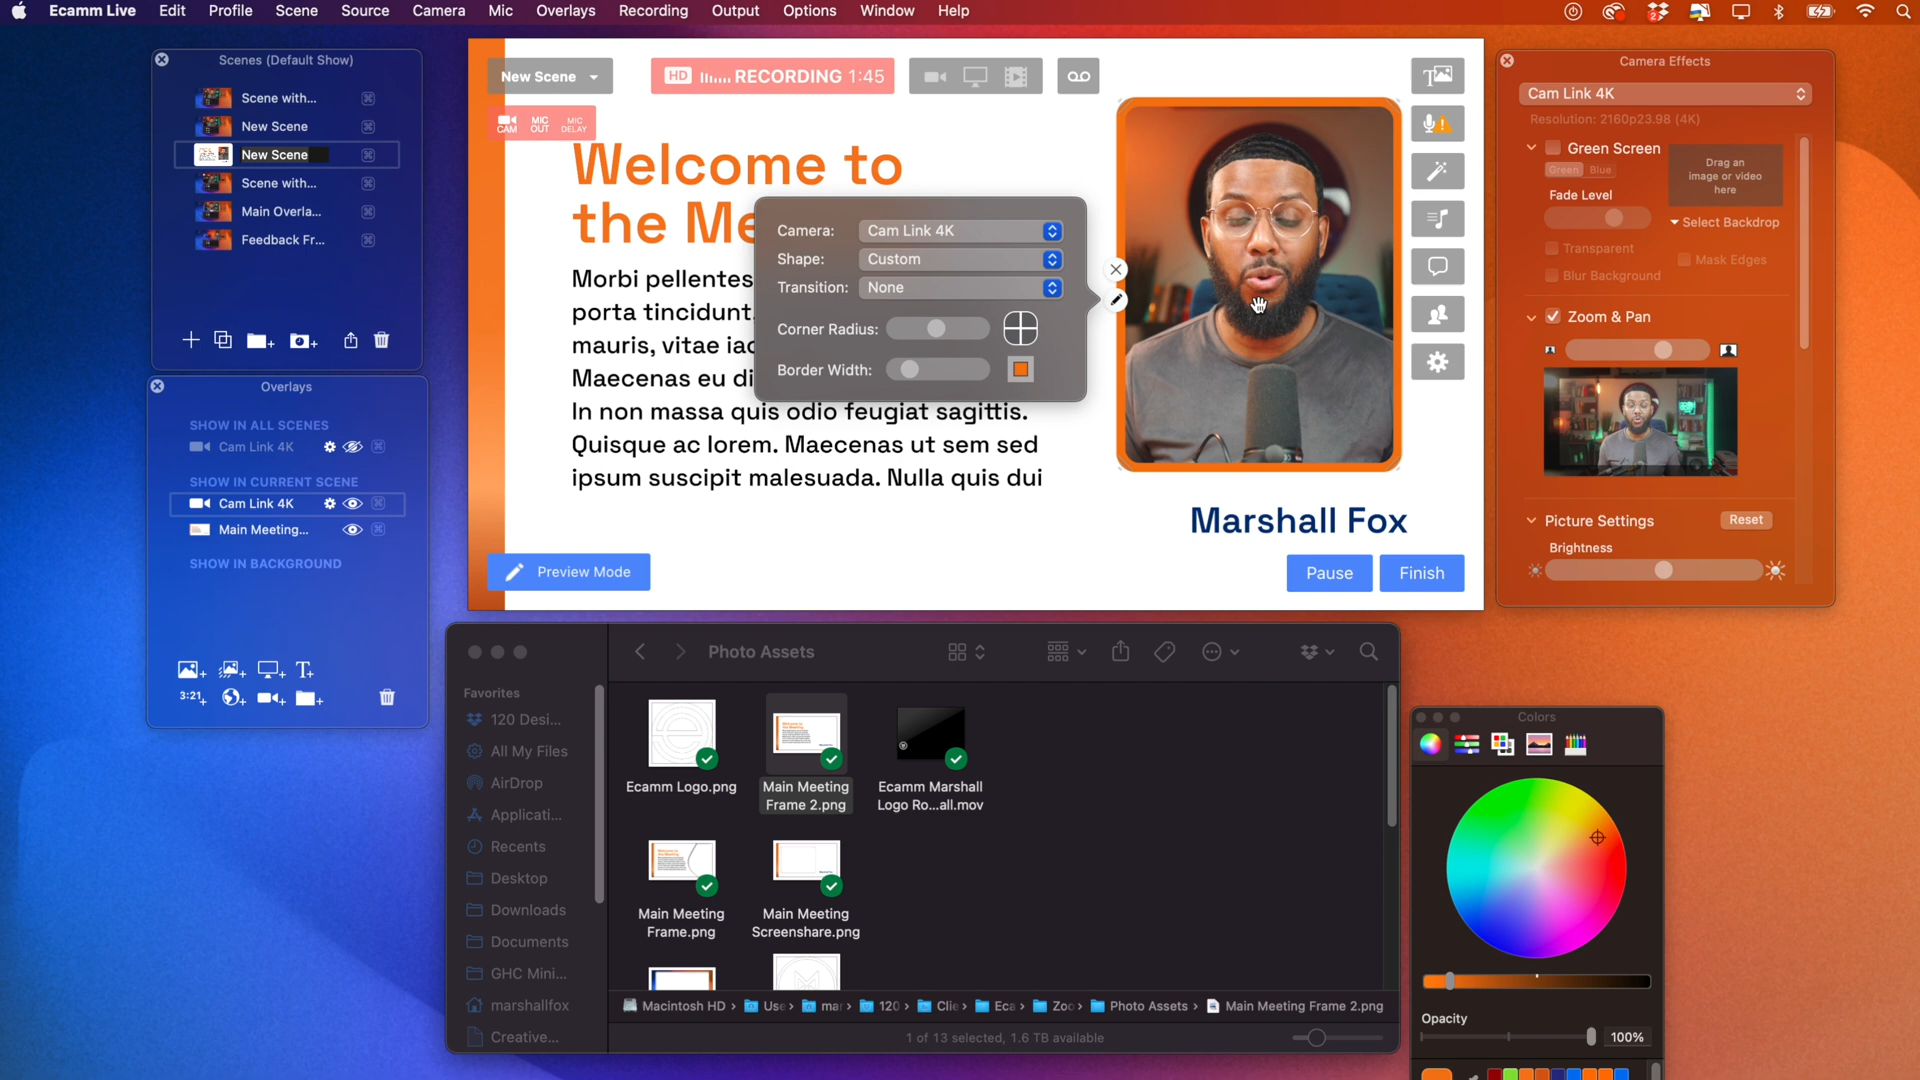 Ecamm Live Edit Profile Scene Source Camera Mic Overlays Recording Output Options Window Help
Scenes (Default Show)
Scene with...
New Scene
New Scene
Scene with...
Main Overla...
Feedback Fr...
Overlays
SHOW IN ALL SCENES
Cam Link 4K
SHOW IN CURRENT SCENE
Cam Link 4K
Main Meeting...
SHOW IN BACKGROUND
3:21
New Scene
HD RECORDING 1:45
CAM
MIC OUT
MIC DELAY
Welcome to
the Me
Morbi pellentes
porta tincidunt
mauris, vitae iac
Maecenas eu di
In non massa quis odio feugiat sagittis.
Quisque ac lorem. Maecenas ut sem sed
ipsum suscipit malesuada. Nulla quis dui
Camera: Cam Link 4K
Shape: Custom
Transition: None
Corner Radius:
Border Width:
Marshall Fox
Preview Mode
Pause
Finish
Camera Effects
Cam Link 4K
Resolution: 2160p23.98 (4K)
Green Screen
Green Blue
Drag an
image or video
here
Fade Level
Select Backdrop
Transparent
Mask Edges
Blur Background
Zoom & Pan
Picture Settings
Reset
Brightness
Photo Assets
Favorites
120 Desi...
All My Files
AirDrop
Applicati...
Recents
Desktop
Downloads
Documents
GHC Mini...
marshallfox
Creative...
Ecamm Logo.png
Main Meeting
Frame 2.png
Ecamm Marshall
Logo Ro...all.mov
Main Meeting
Frame.png
Main Meeting
Screenshare.png
Macintosh HD › Use › mar › 120 › Clie › Eca › Zoo › Photo Assets › Main Meeting Frame 2.png
1 of 13 selected, 1.6 TB available
Colors
Opacity
100%